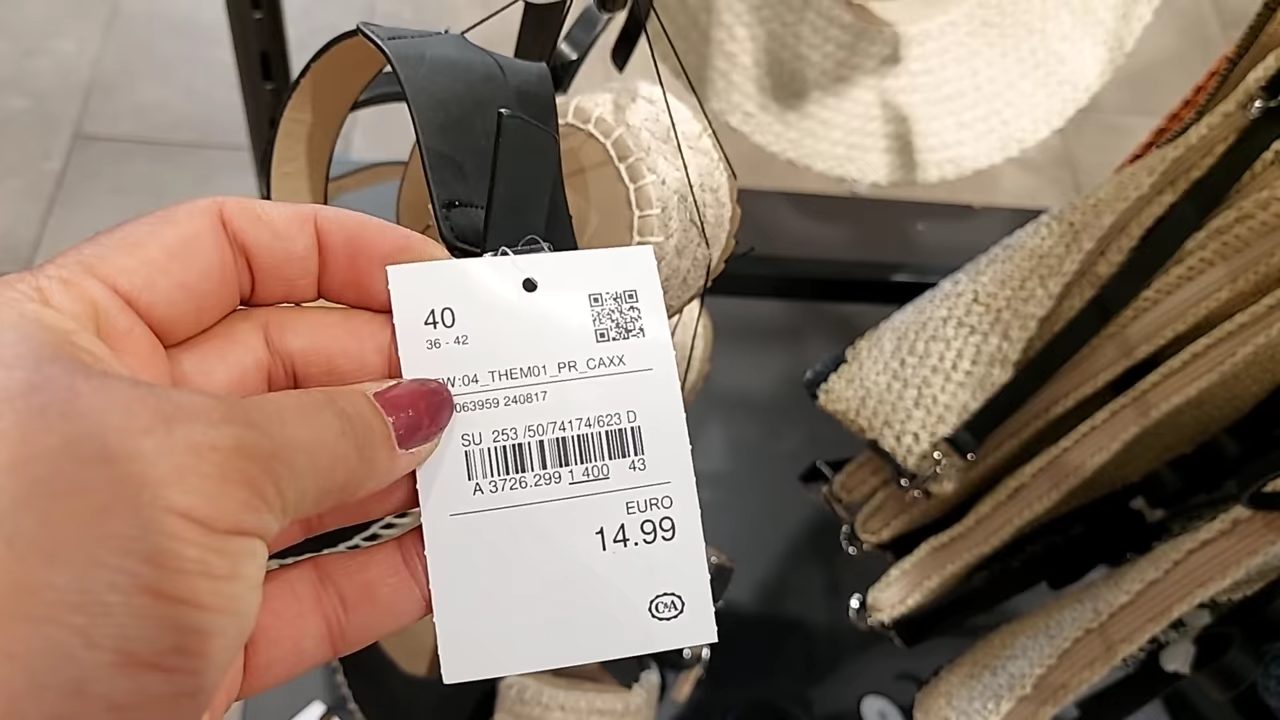 40
36 - 42
W:04_THEM01_PR_CAXX
063959 240817
SU 253 /50/74174/623 D
A 3726.299 1 400 43
EURO
14.99
C&A